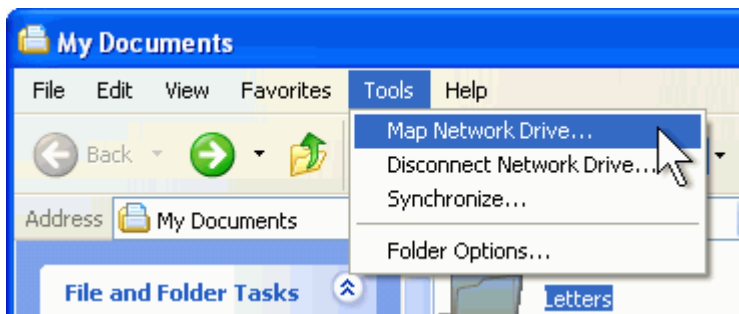 My Documents
File Edit View Favorites Tools Help
Map Network Drive...
Back
Disconnect Network Drive...
Synchronize...
Address My Documents
Folder Options...
File and Folder Tasks
Letters